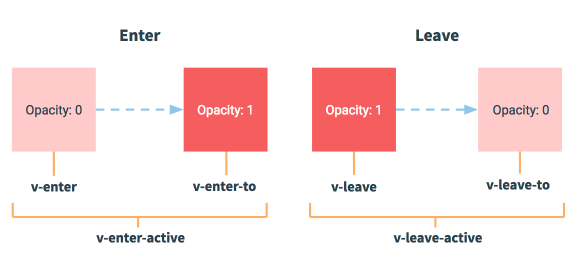 Enter
Leave
Opacity: 0
Opacity: 1
Opacity: 1
Opacity: 0
v-enter
v-enter-to
v-leave
v-leave-to
v-enter-active
v-leave-active